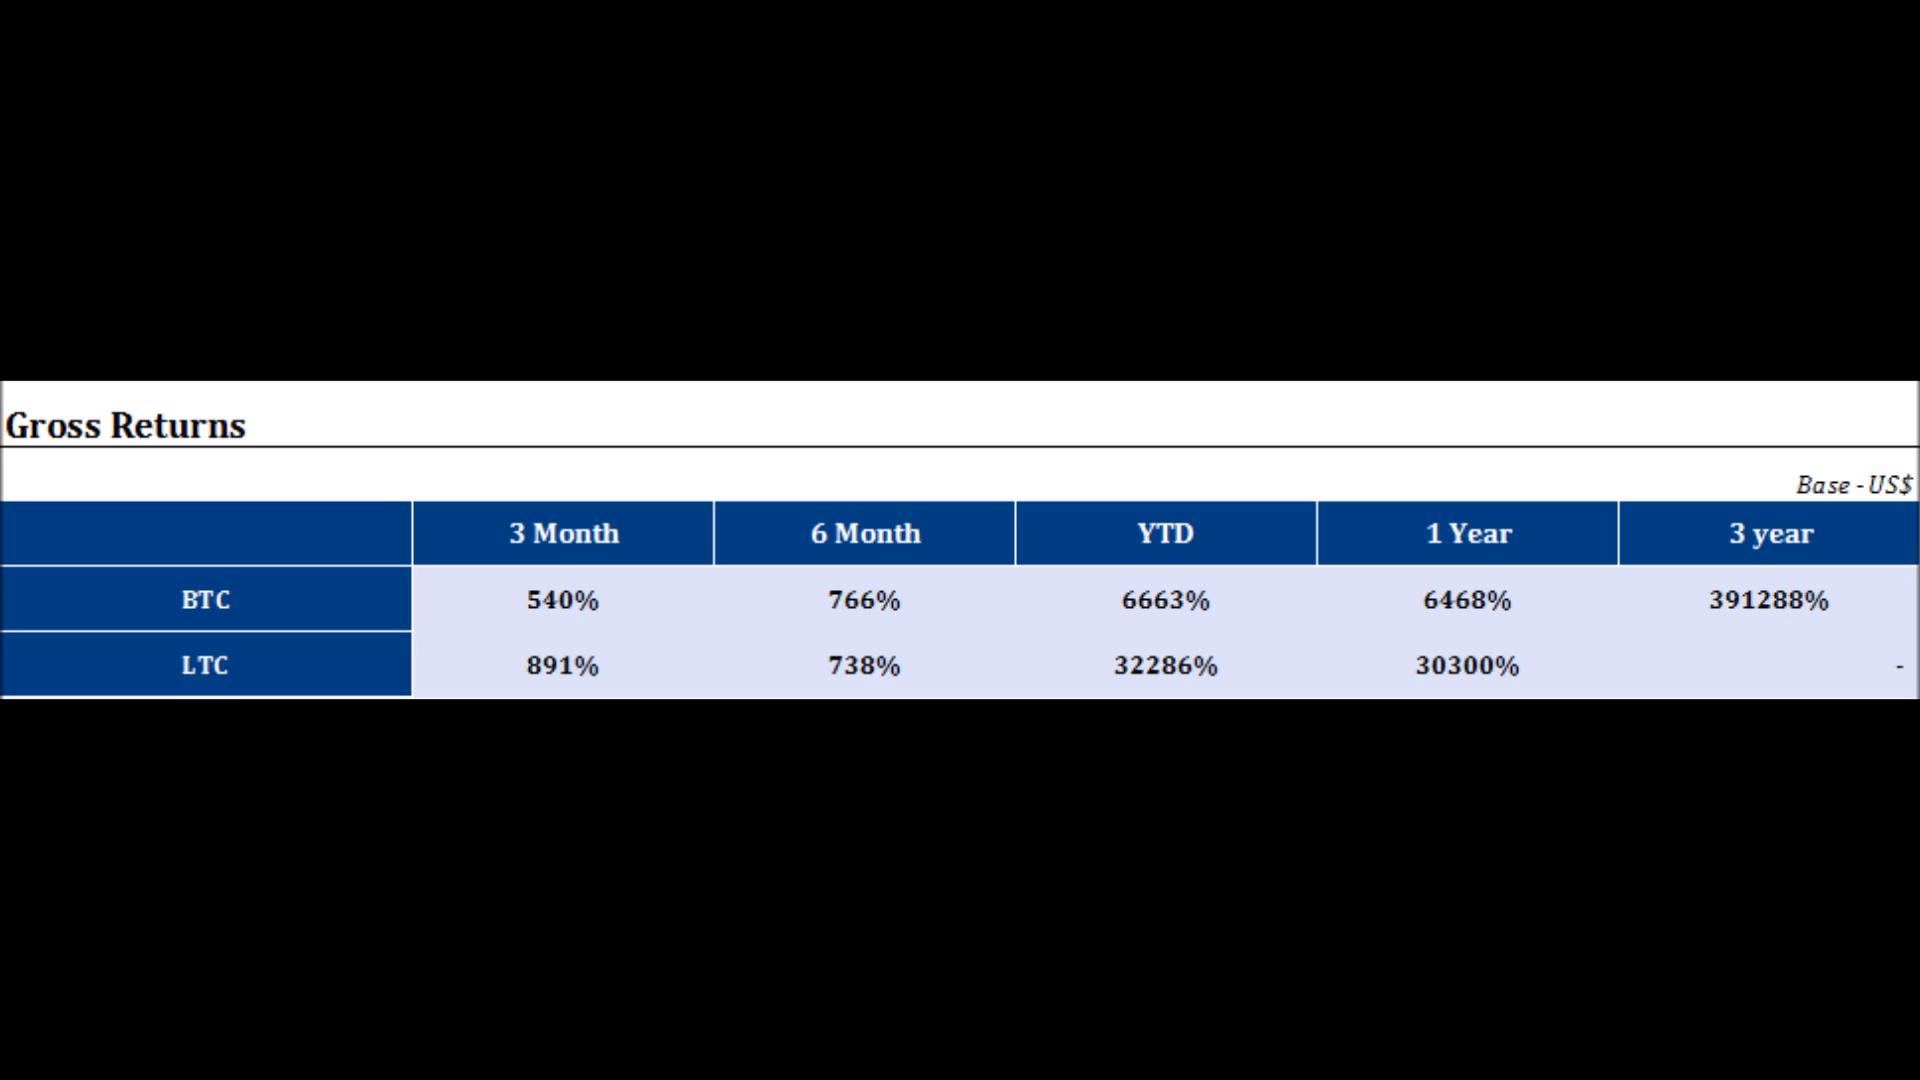 Gross Returns
Base - US$
3 Month 6 Month YTD 1 Year 3 year
BTC 540% 766% 6663% 6468% 391288%
LTC 891% 738% 32286% 30300% -